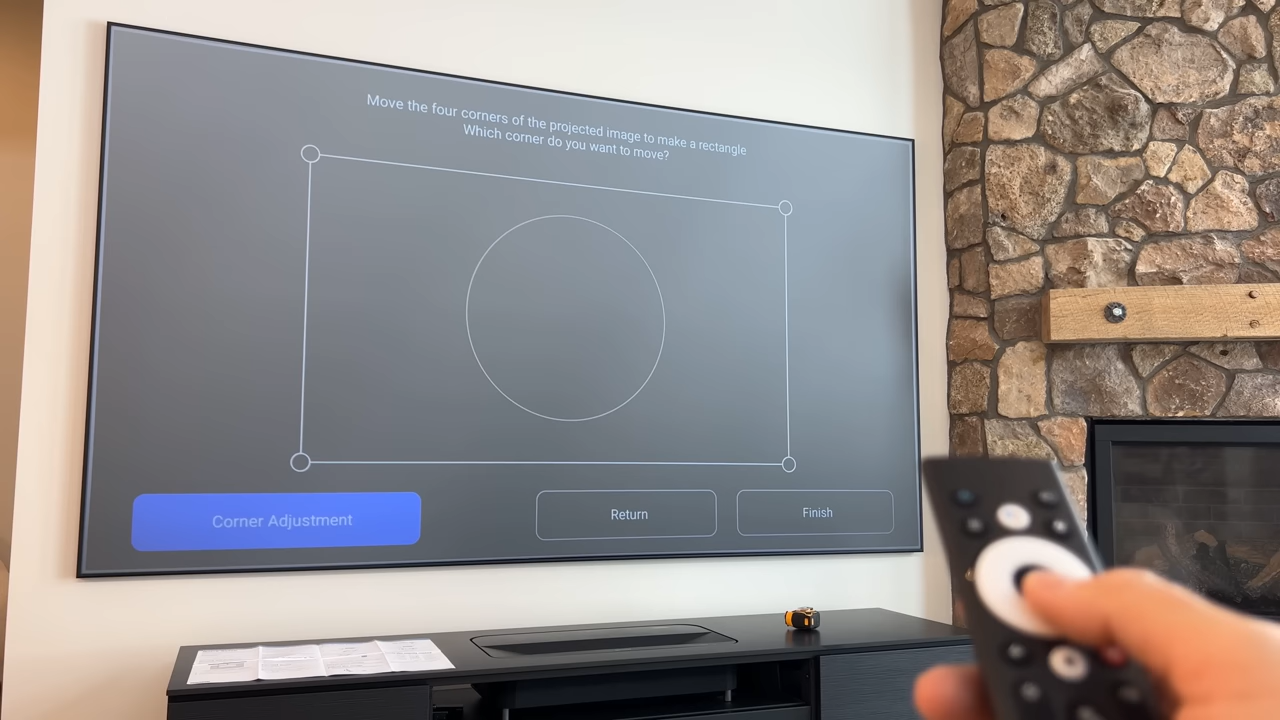 Move the four corners of the projected image to make a rectangle
Which corner do you want to move?
Corner Adjustment
Return
Finish